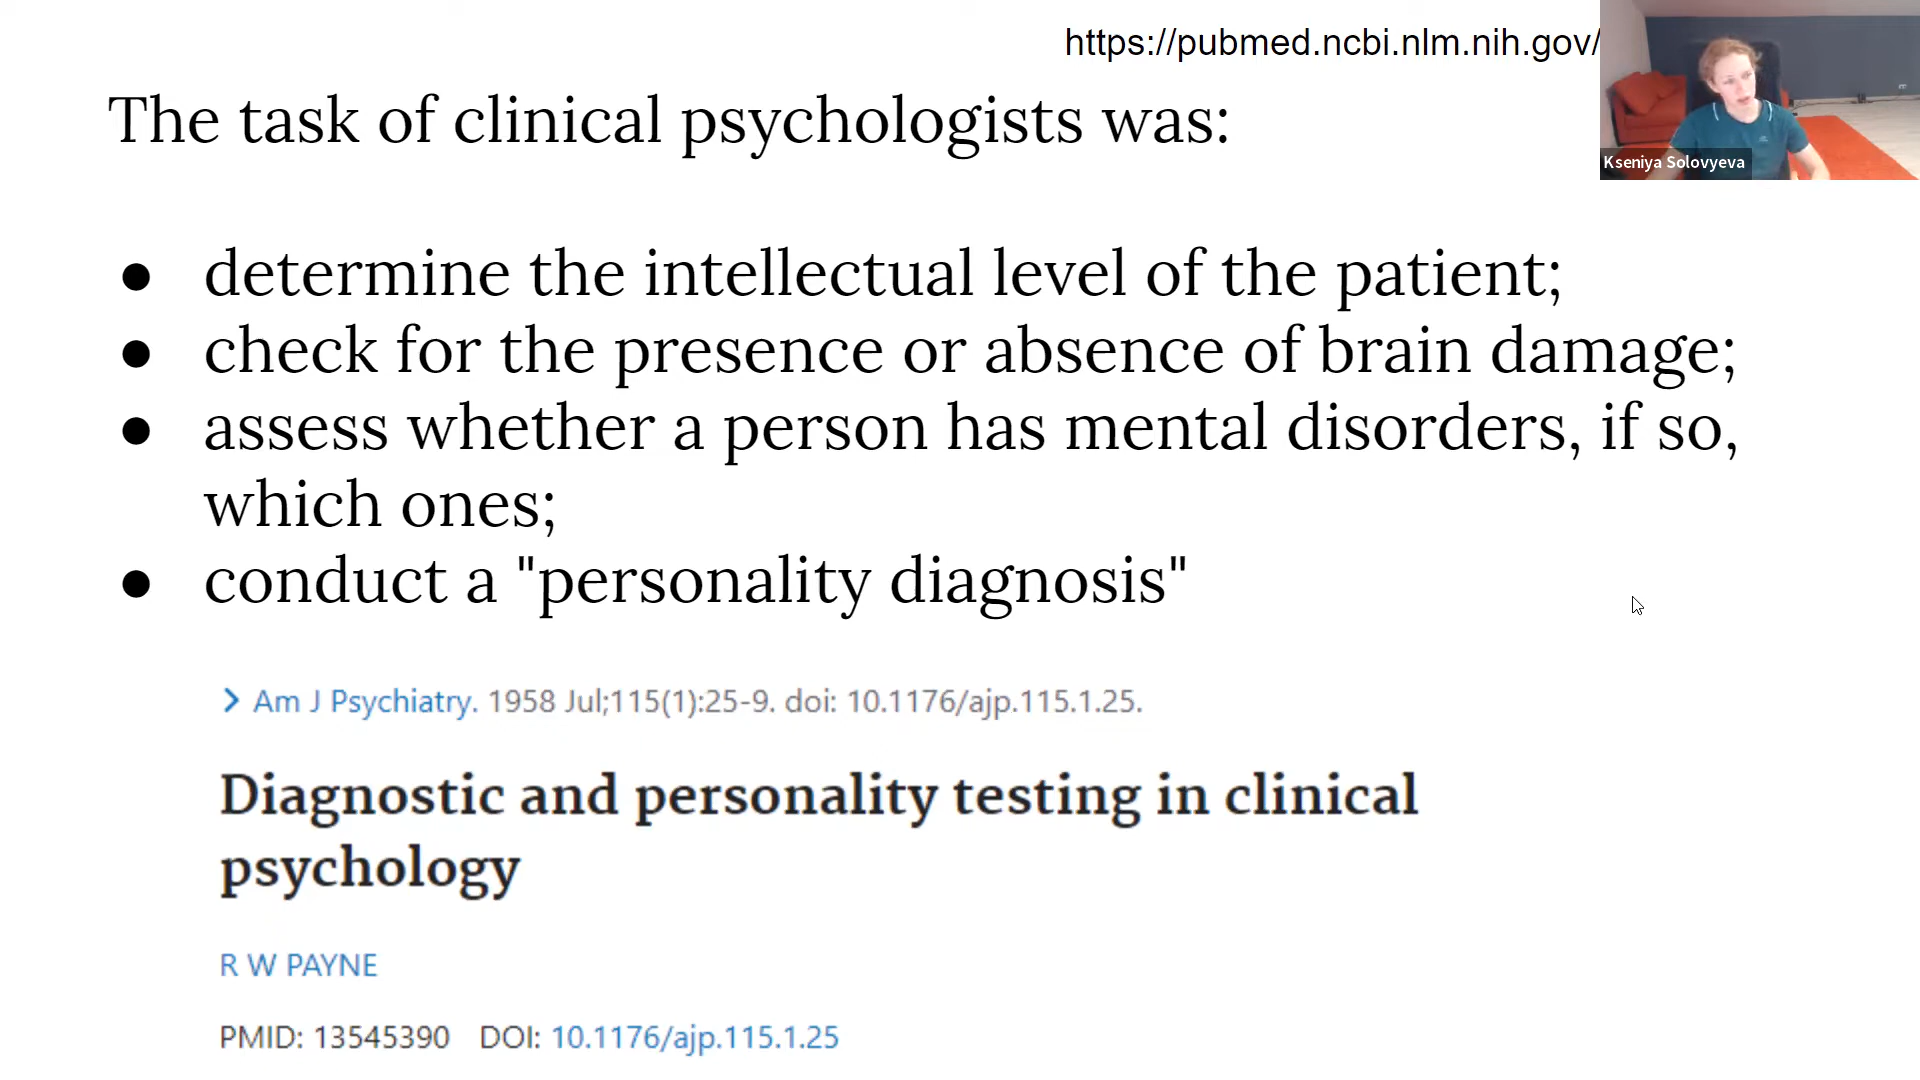 https://pubmed.ncbi.nlm.nih.gov/
The task of clinical psychologists was:
Kseniya Solovyeva
● determine the intellectual level of the patient;
● check for the presence or absence of brain damage;
● assess whether a person has mental disorders, if so,
which ones;
● conduct a "personality diagnosis"
> Am J Psychiatry. 1958 Jul;115(1):25-9. doi: 10.1176/ajp.115.1.25.
Diagnostic and personality testing in clinical
psychology
R W PAYNE
PMID: 13545390 DOI: 10.1176/ajp.115.1.25